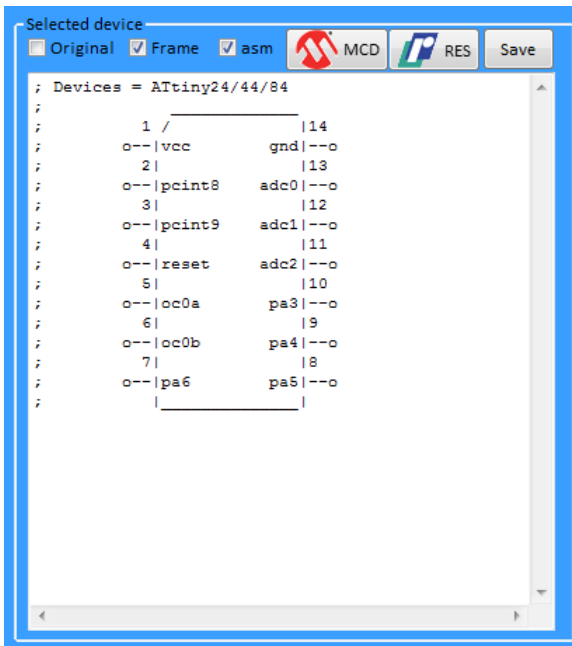 Selected device
Original Frame asm MCD RES Save
; Devices = ATtiny24/44/84
;            ______________
;        1 /              |14
;      o--|vcc         gnd|--o
;        2|               |13
;      o--|pcint8     adc0|--o
;        3|               |12
;      o--|pcint9     adc1|--o
;        4|               |11
;      o--|reset      adc2|--o
;        5|               |10
;      o--|oc0a        pa3|--o
;        6|               |9
;      o--|oc0b        pa4|--o
;        7|               |8
;      o--|pa6         pa5|--o
;         |_______________|